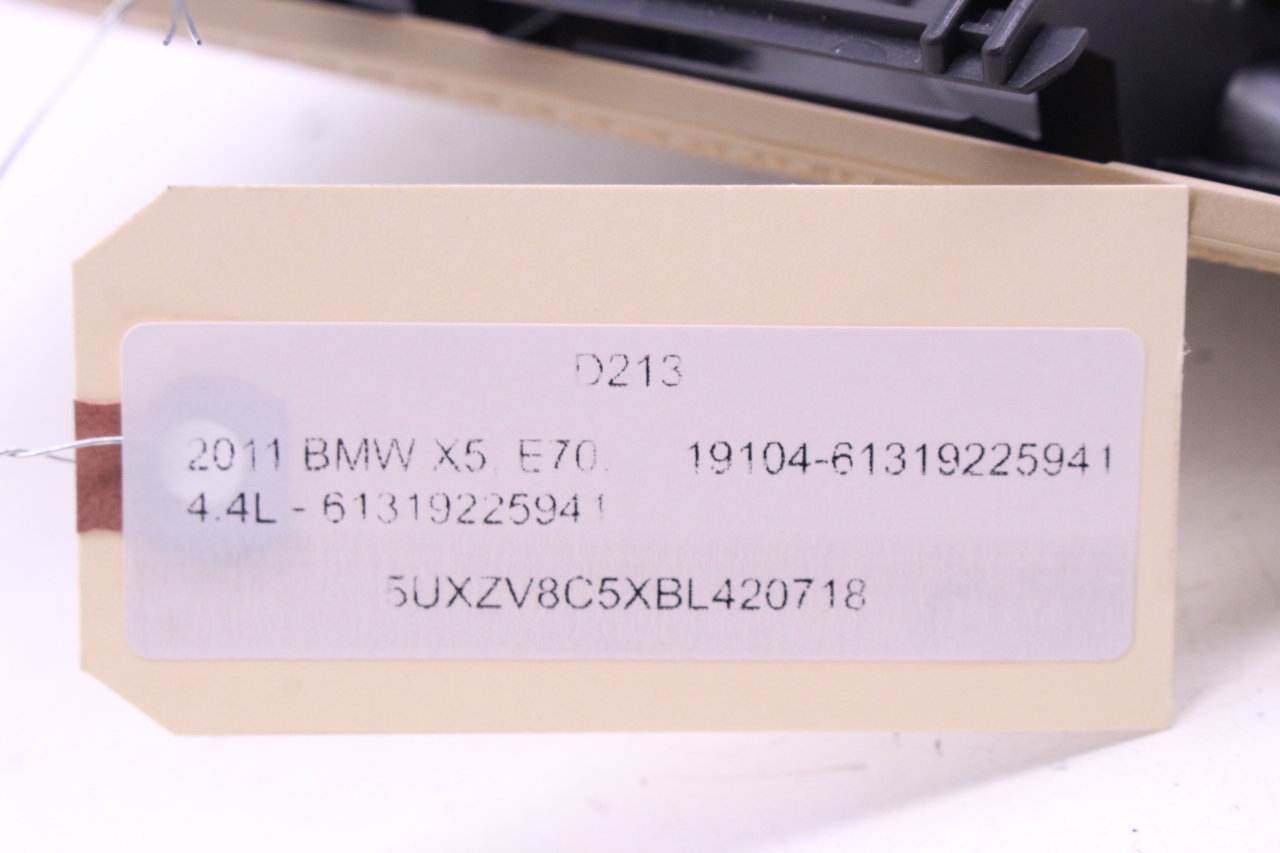 D213
2011 BMW X5, E70. 19104-61319225941
4.4L - 61319225941
5UXZV8C5XBL420718